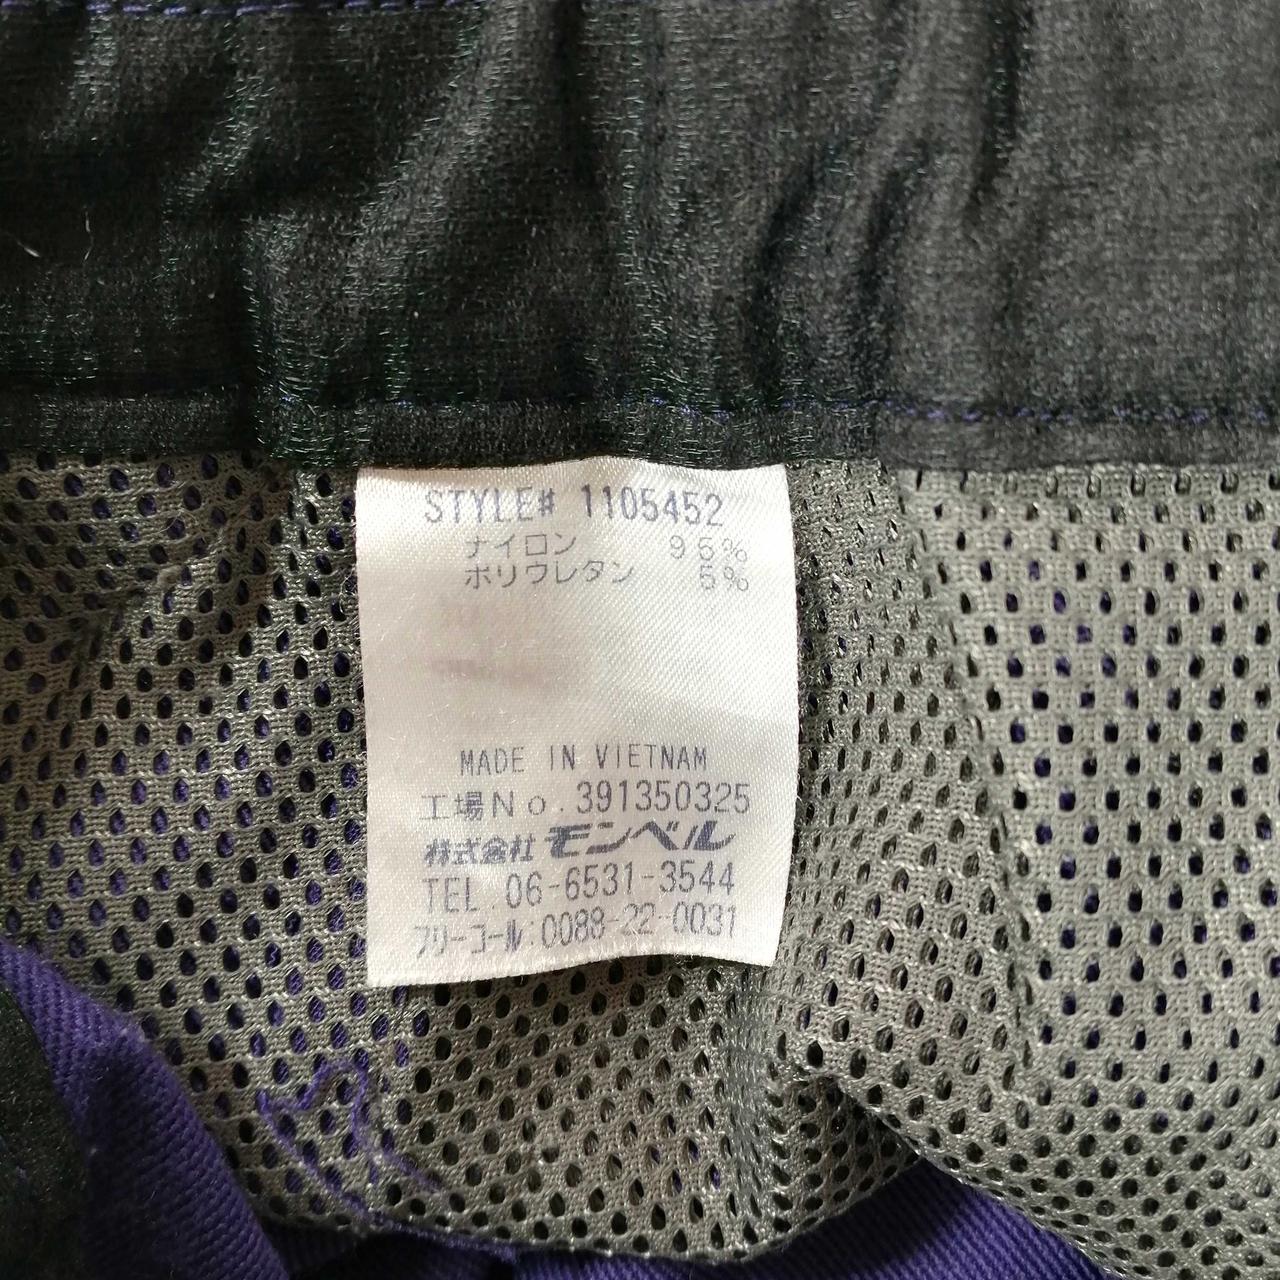 STYLE# 1105452
ナイロン 95%
ポリウレタン 5%
MADE IN VIETNAM
工場No.391350325
株式会社モンベル
TEL.06-6531-3544
フリーコール:0088-22-0031